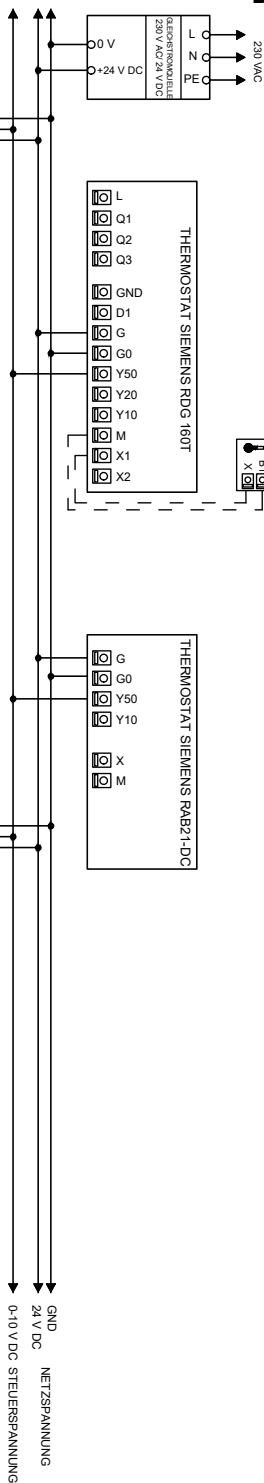 230 VAC
L
N
PE
GLEICHSTROMQUELLE
230 V AC/ 24 V DC
0 V
+24 V DC
THERMOSTAT SIEMENS RDG 160T
L
Q1
Q2
Q3
GND
D1
G
G0
Y50
Y20
Y10
M
X1
X2
X
THERMOSTAT SIEMENS RAB21-DC
G
G0
Y50
Y10
X
M
GND
24 V DC NETZSPANNUNG
0-10 V DC STEUERSPANNUNG